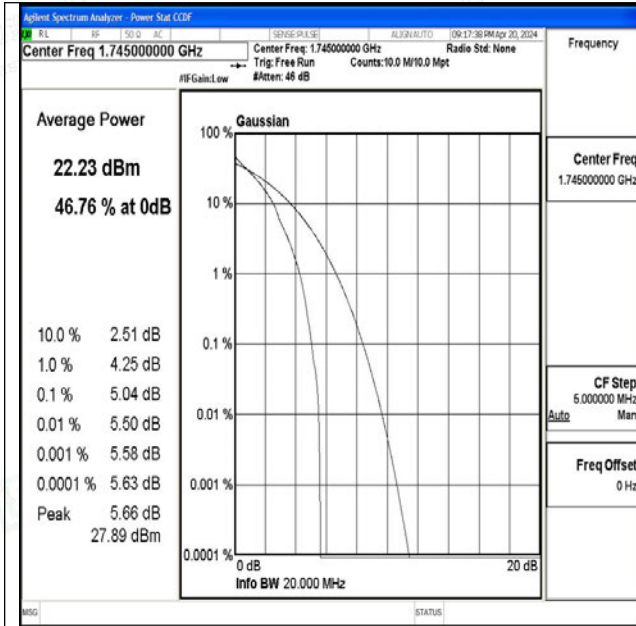 Agilent Spectrum Analyzer - Power Stat CCDF
RL RF 50 Ω AC SENSE:PULSE ALIGNAUTO 09:17:38 PM Apr 20, 2024
Center Freq 1.745000000 GHz
Center Freq: 1.745000000 GHz Radio Std: None
Trig: Free Run Counts:10.0 M/10.0 Mpt
#IFGain:Low #Atten: 46 dB
Frequency
Average Power
22.23 dBm
46.76 % at 0dB
10.0 % 2.51 dB
1.0 % 4.25 dB
0.1 % 5.04 dB
0.01 % 5.50 dB
0.001 % 5.58 dB
0.0001 % 5.63 dB
Peak 5.66 dB
27.89 dBm
Gaussian
100 %
10 %
1 %
0.1 %
0.01 %
0.001 %
0.0001 %
0 dB 20 dB
Info BW 20.000 MHz
Center Freq
1.745000000 GHz
CF Step
5.000000 MHz
Auto Man
Freq Offset
0 Hz
MSG STATUS